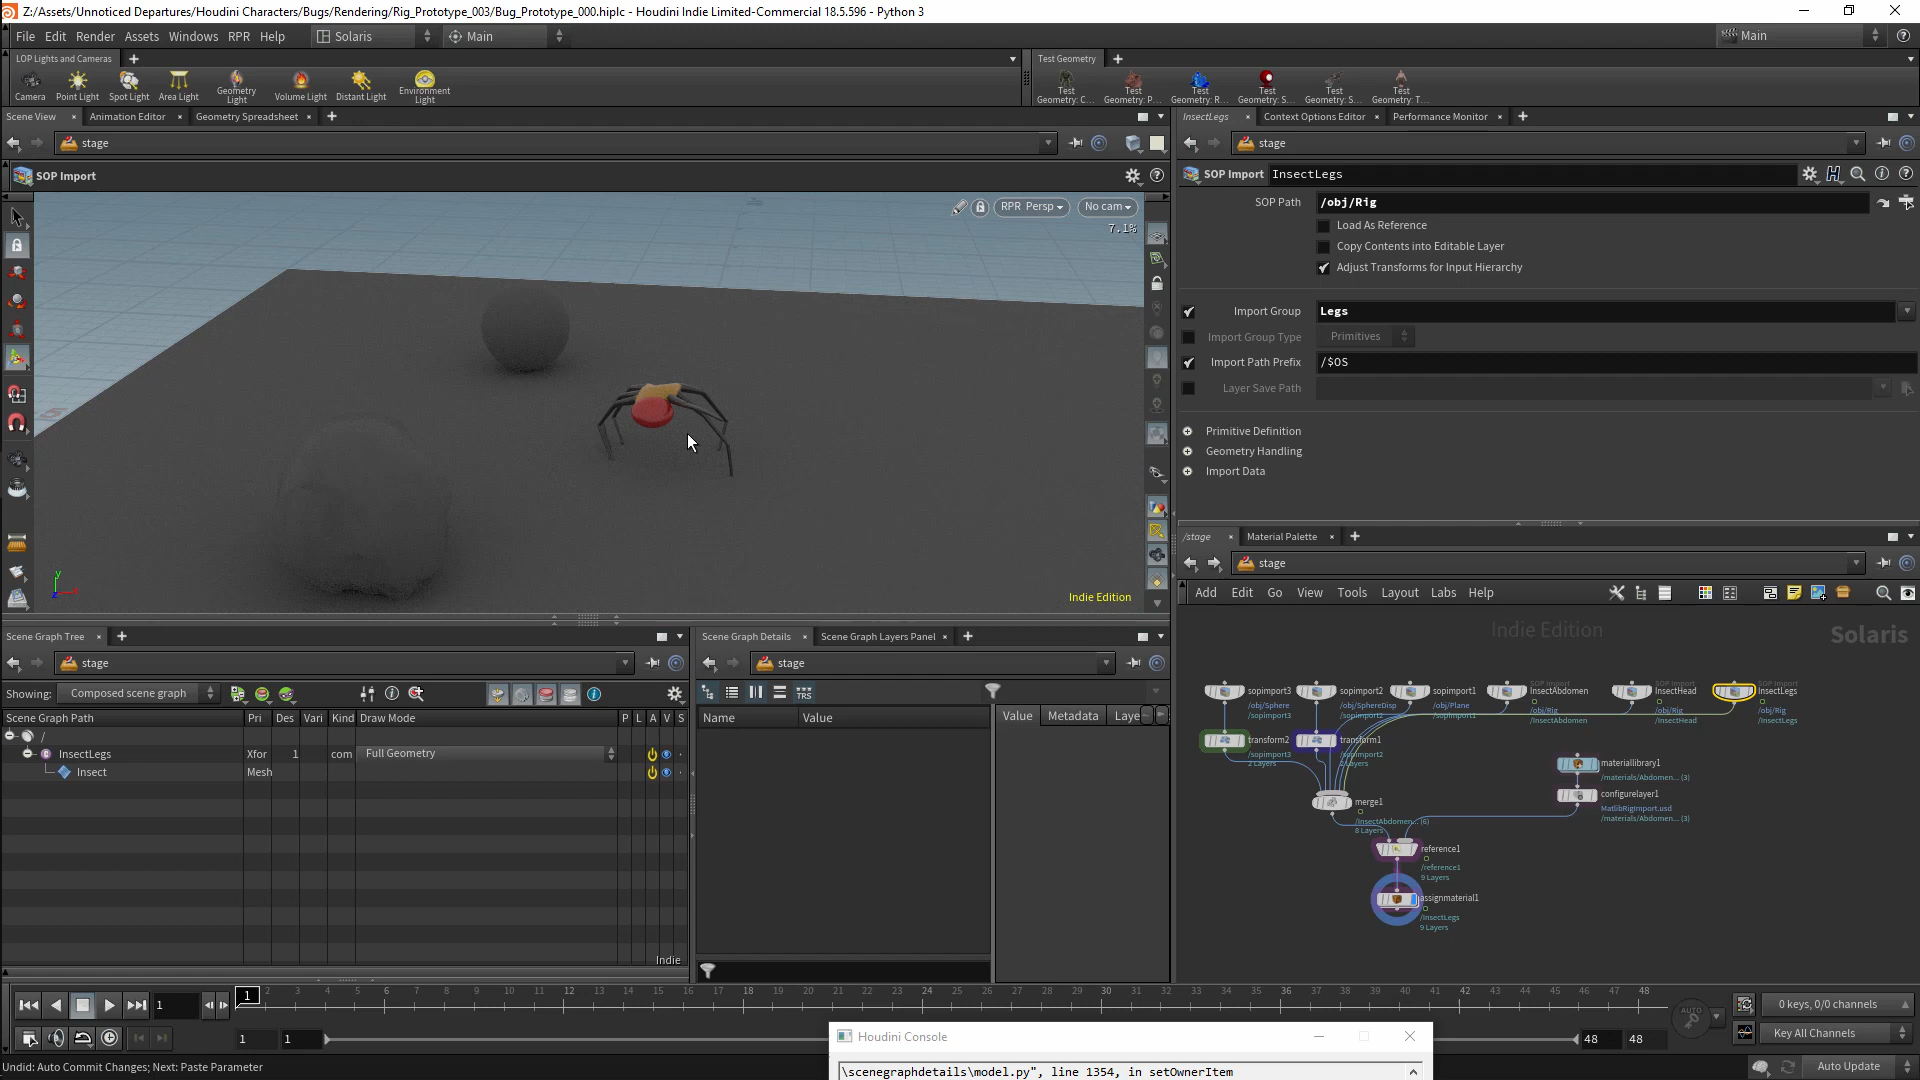 Z:/Assets/Unnoticed Departures/Houdini Characters/Bugs/Rendering/Rig_Prototype_003/Bug_Prototype_000.hiplc - Houdini Indie Limited-Commercial 18.5.596 - Python 3
File Edit Render Assets Windows RPR Help Solaris Main Main
LOP Lights and Cameras Test Geometry
Camera Point Light Spot Light Area Light Geometry Light Volume Light Distant Light Environment Light
Test Geometry: C... Test Geometry: P... Test Geometry: R... Test Geometry: S... Test Geometry: S... Test Geometry: T...
Scene View Animation Editor Geometry Spreadsheet
stage
SOP Import
RPR Persp No cam
7.1%
Indie Edition
InsectLegs Context Options Editor Performance Monitor
stage
SOP Import InsectLegs
SOP Path /obj/Rig
Load As Reference
Copy Contents into Editable Layer
Adjust Transforms for Input Hierarchy
Import Group Legs
Import Group Type Primitives
Import Path Prefix /$OS
Layer Save Path
Primitive Definition
Geometry Handling
Import Data
/stage Material Palette
stage
Add Edit Go View Tools Layout Labs Help
Indie Edition Solaris
sopimport3
/obj/Sphere
/sopimport3
sopimport2
/obj/SphereDisp
/sopimport2
sopimport1
/obj/Plane
/sopimport1
SOP Import
InsectAbdomen
/obj/Rig
/InsectAbdomen
SOP Import
InsectHead
/obj/Rig
/InsectHead
SOP Import
InsectLegs
/obj/Rig
/InsectLegs
transform2
/sopimport3
2 Layers
transform1
/sopimport2
2 Layers
materiallibrary1
/materials/Abdomen... (3)
configurelayer1
MatlibRigImport.usd
/materials/Abdomen... (3)
merge1
/InsectAbdomen... (6)
8 Layers
reference1
/reference1
9 Layers
assignmaterial1
/InsectLegs
9 Layers
Scene Graph Tree
stage
Showing: Composed scene graph
Scene Graph Path Pri Des Vari Kind Draw Mode P L A V S
/
InsectLegs Xfor 1 com Full Geometry
Insect Mesh
Indie
Scene Graph Details Scene Graph Layers Panel
stage
TRS
Name Value
Value Metadata Laye
1 1 2 3 4 5 6 7 8 9 10 11 12 13 14 15 16 17 18 19 20 21 22 23 24 25 26 27 28 29 30 31 32 33 34 35 36 37 38 39 40 41 42 43 44 45 46 47 48
AUTO
0 keys, 0/0 channels
1 1 48 48
Key All Channels
Houdini Console
\scenegraphdetails\model.py", line 1354, in setOwnerItem
Undid: Auto Commit Changes; Next: Paste Parameter
Auto Update